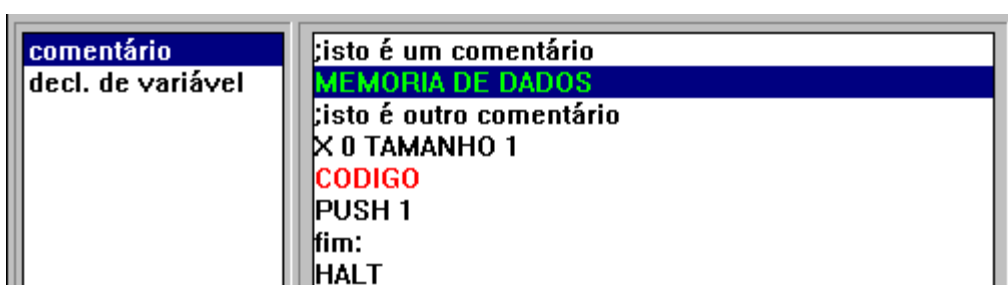 comentário
decl. de variável
;isto é um comentário
MEMORIA DE DADOS
;isto é outro comentário
X 0 TAMANHO 1
CODIGO
PUSH 1
fim:
HALT